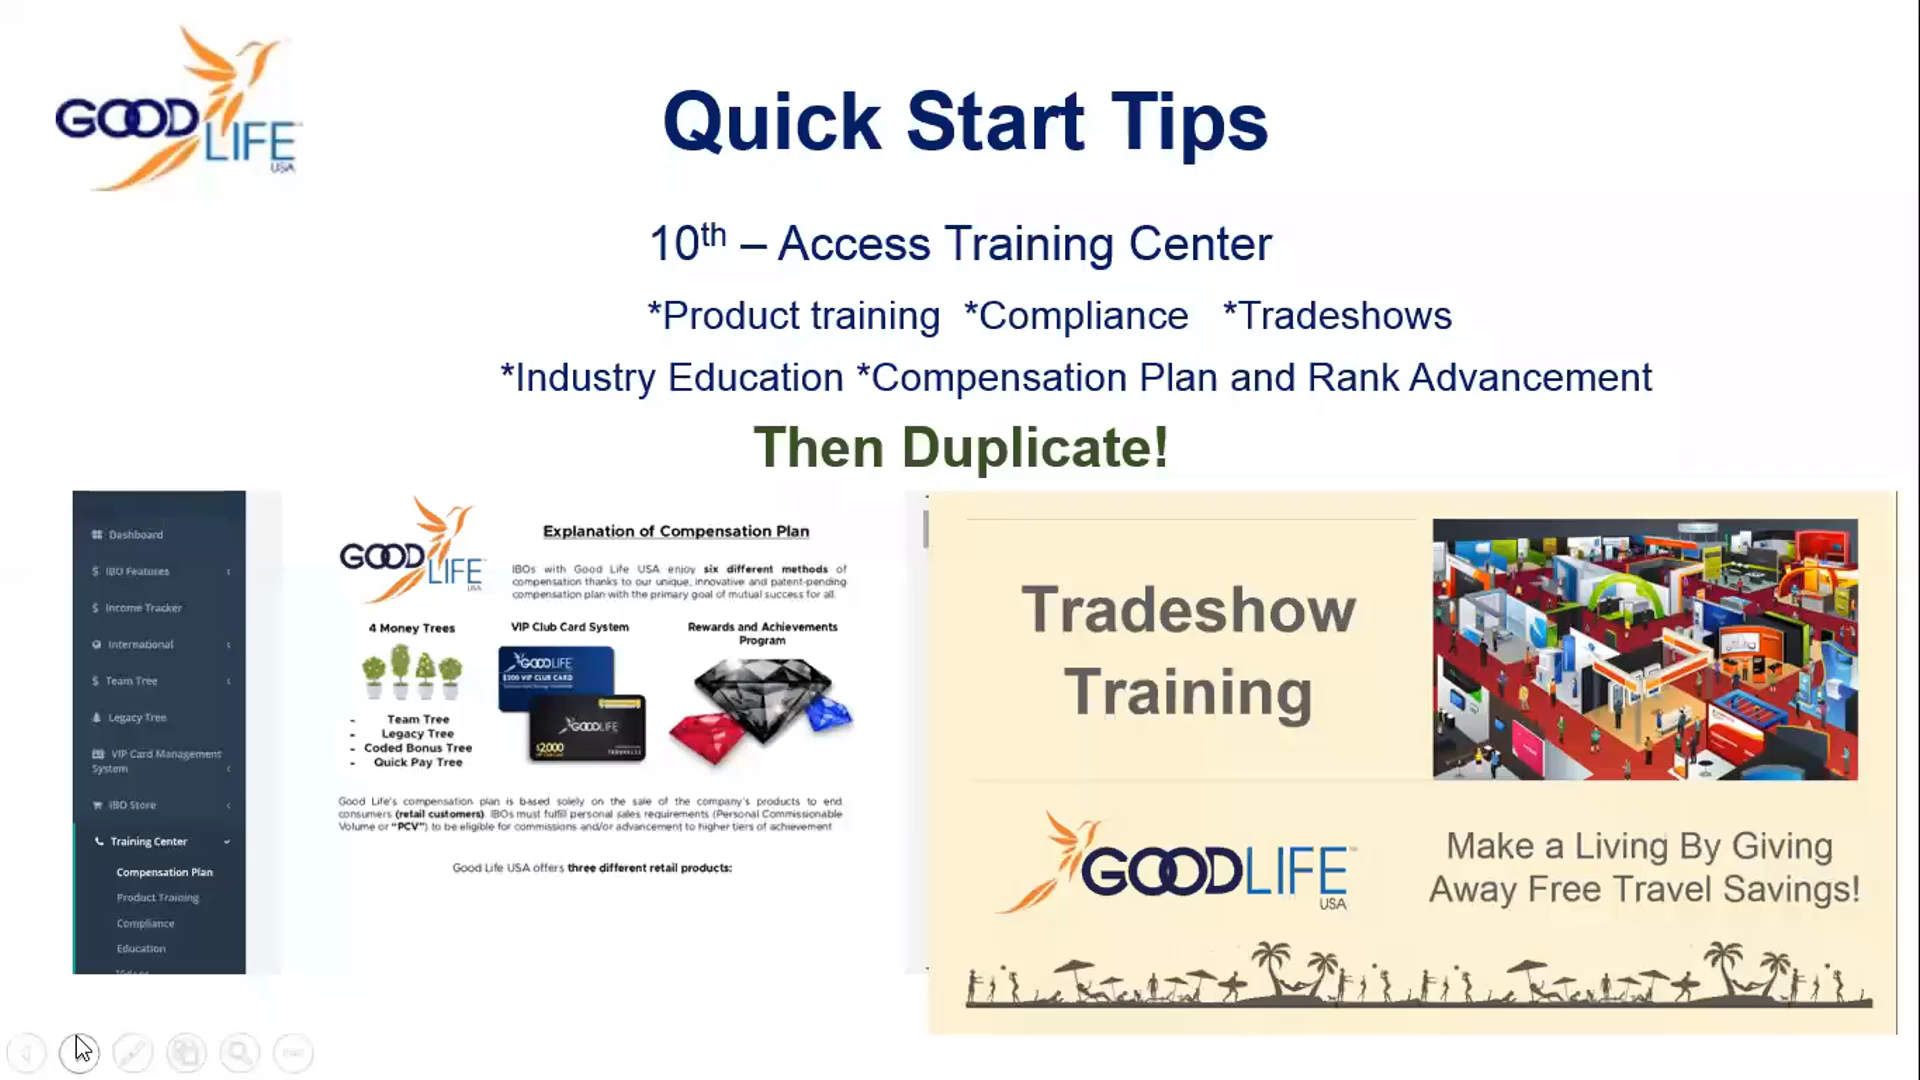 GOOD LIFE
USA
Quick Start Tips
10th – Access Training Center
*Product training *Compliance *Tradeshows
*Industry Education *Compensation Plan and Rank Advancement
Then Duplicate!
Dashboard
IBO Features
Income Tracker
International
Team Tree
Legacy Tree
VIP Card Management
System
IBO Store
Training Center
Compensation Plan
Product Training
Compliance
Education
GOOD LIFE
USA
Explanation of Compensation Plan
IBOs with Good Life USA enjoy six different methods of
compensation thanks to our unique, innovative and patent-pending
compensation plan with the primary goal of mutual success for all.
4 Money Trees
- Team Tree
- Legacy Tree
- Coded Bonus Tree
- Quick Pay Tree
VIP Club Card System
GOODLIFE
$200 VIP CLUB CARD
GOODLIFE
$2,000
Rewards and Achievements
Program
Good Life's compensation plan is based solely on the sale of the company's products to end
consumers (retail customers). IBOs must fulfill personal sales requirements (Personal Commissionable
Volume or "PCV") to be eligible for commissions and/or advancement to higher tiers of achievement
Good Life USA offers three different retail products:
Tradeshow
Training
GOODLIFE
USA
Make a Living By Giving
Away Free Travel Savings!